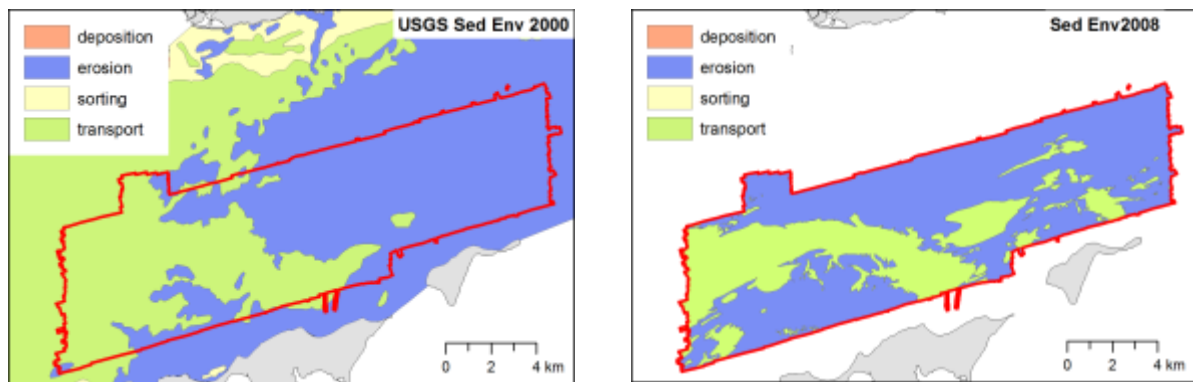 USGS Sed Env 2000
deposition
erosion
sorting
transport
0 2 4 km
Sed Env2008
deposition
erosion
sorting
transport
0 2 4 km